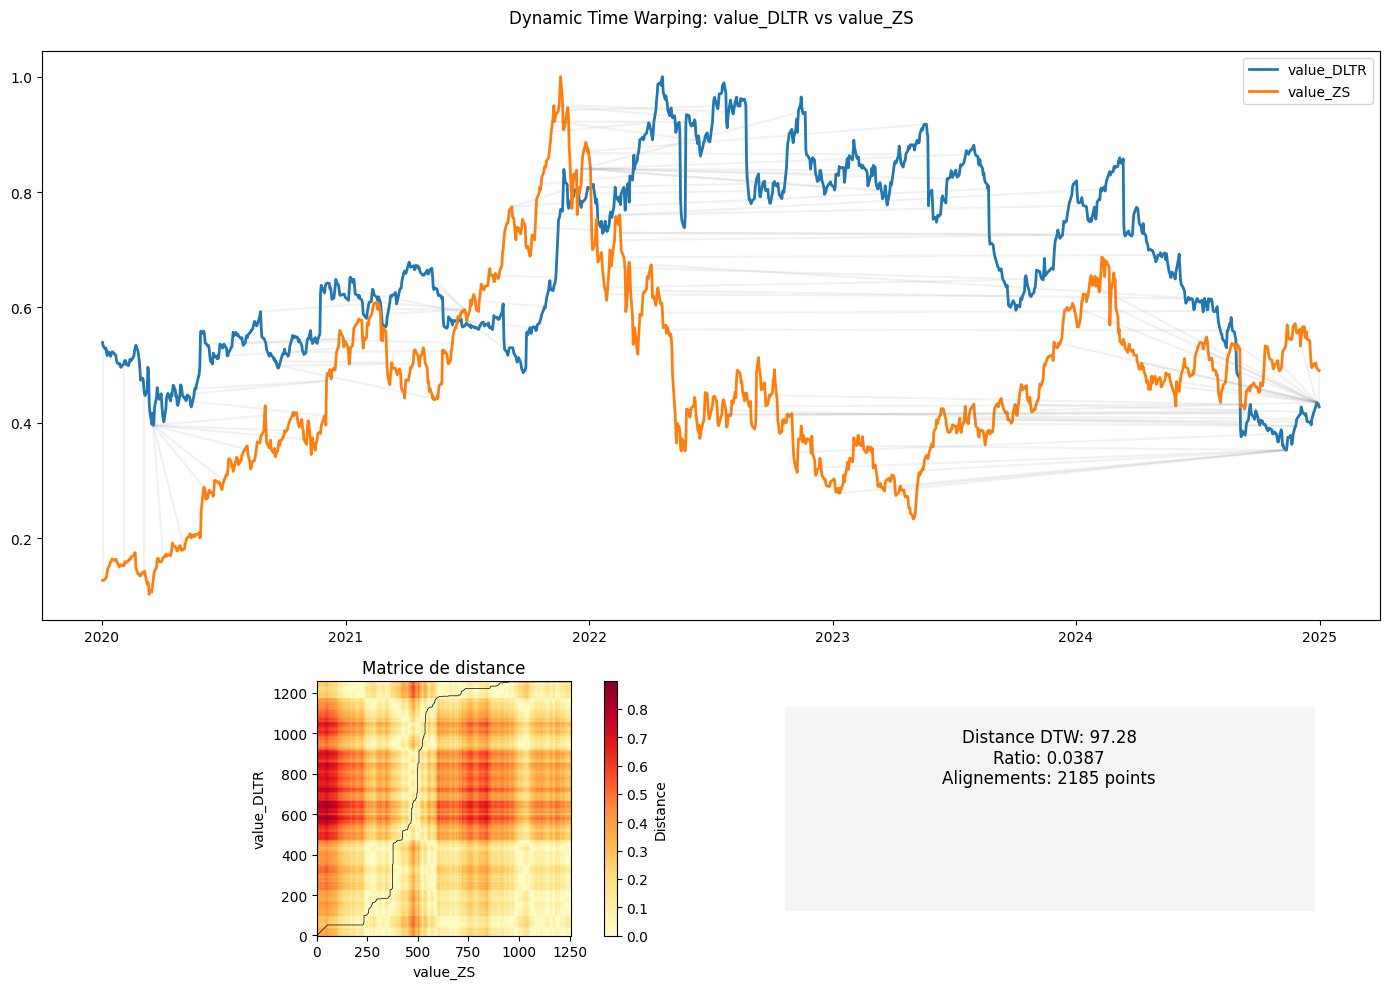 Dynamic Time Warping: value_DLTR vs value_ZS
value_DLTR
value_ZS
1.0
0.8
0.6
0.4
0.2
2020 2021 2022 2023 2024 2025
Matrice de distance
value_DLTR
1200
1000
800
600
400
200
0
0 250 500 750 1000 1250
value_ZS
0.8
0.7
0.6
0.5
0.4
0.3
0.2
0.1
0.0
Distance
Distance DTW: 97.28
Ratio: 0.0387
Alignements: 2185 points